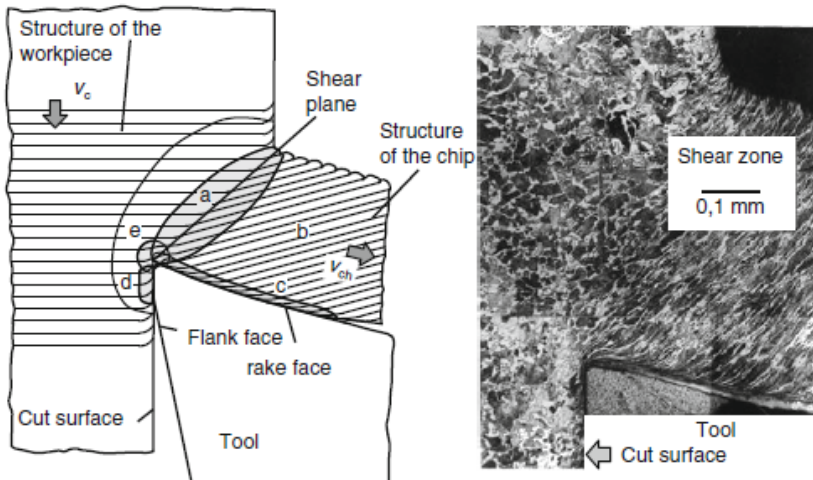 Structure of the
workpiece
vc
Shear
plane
Structure
of the chip
a
b
e
vch
d
c
Flank face
rake face
Cut surface
Tool
Shear zone
0,1 mm
Tool
Cut surface